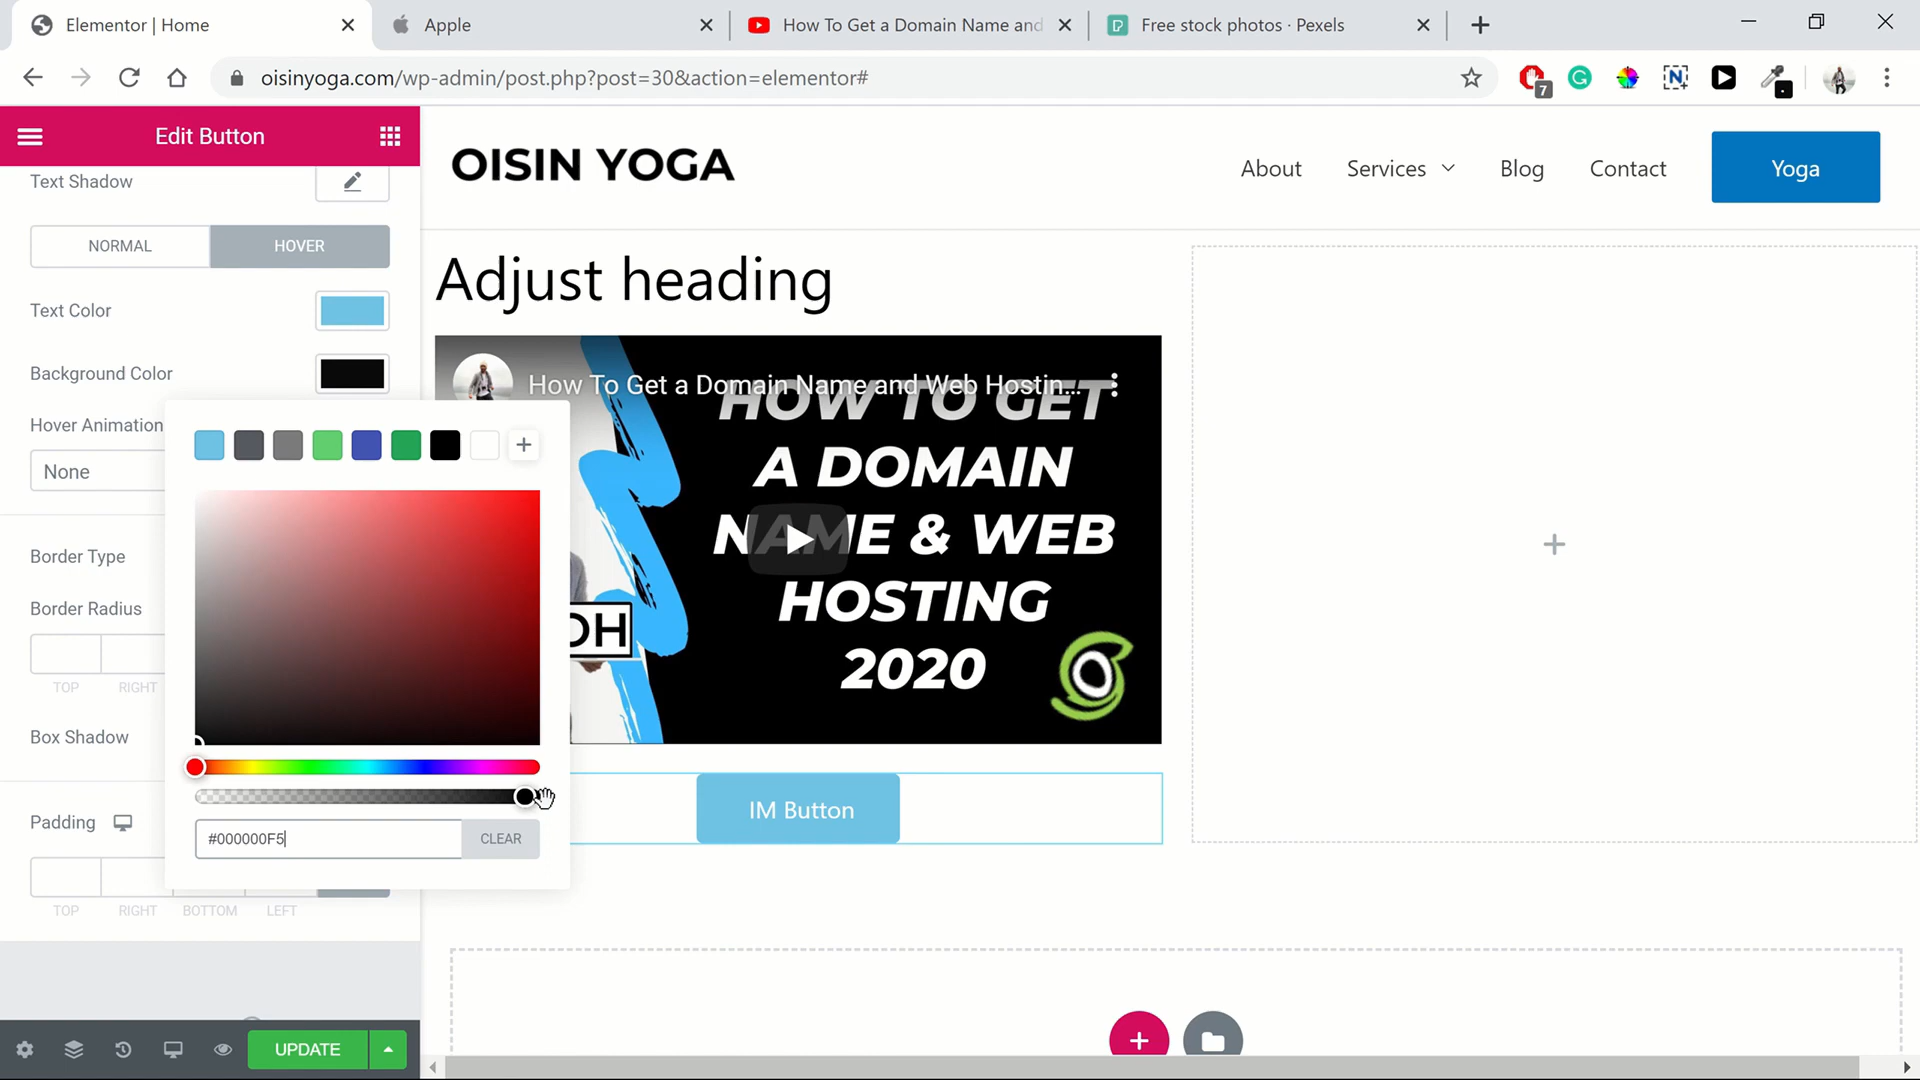 Elementor | Home
Apple
How To Get a Domain Name and
Free stock photos · Pexels
oisinyoga.com/wp-admin/post.php?post=30&action=elementor#
7
Edit Button
Text Shadow
NORMAL
HOVER
Text Color
Background Color
Hover Animation
None
Border Type
Border Radius
TOP
RIGHT
Box Shadow
#000000F5
CLEAR
Padding
TOP
RIGHT
BOTTOM
LEFT
UPDATE
OISIN YOGA
About
Services
Blog
Contact
Yoga
Adjust heading
How To Get a Domain Name and Web Hostin...
HOW TO GET
A DOMAIN
NAME & WEB
HOSTING
2020
OH
IM Button